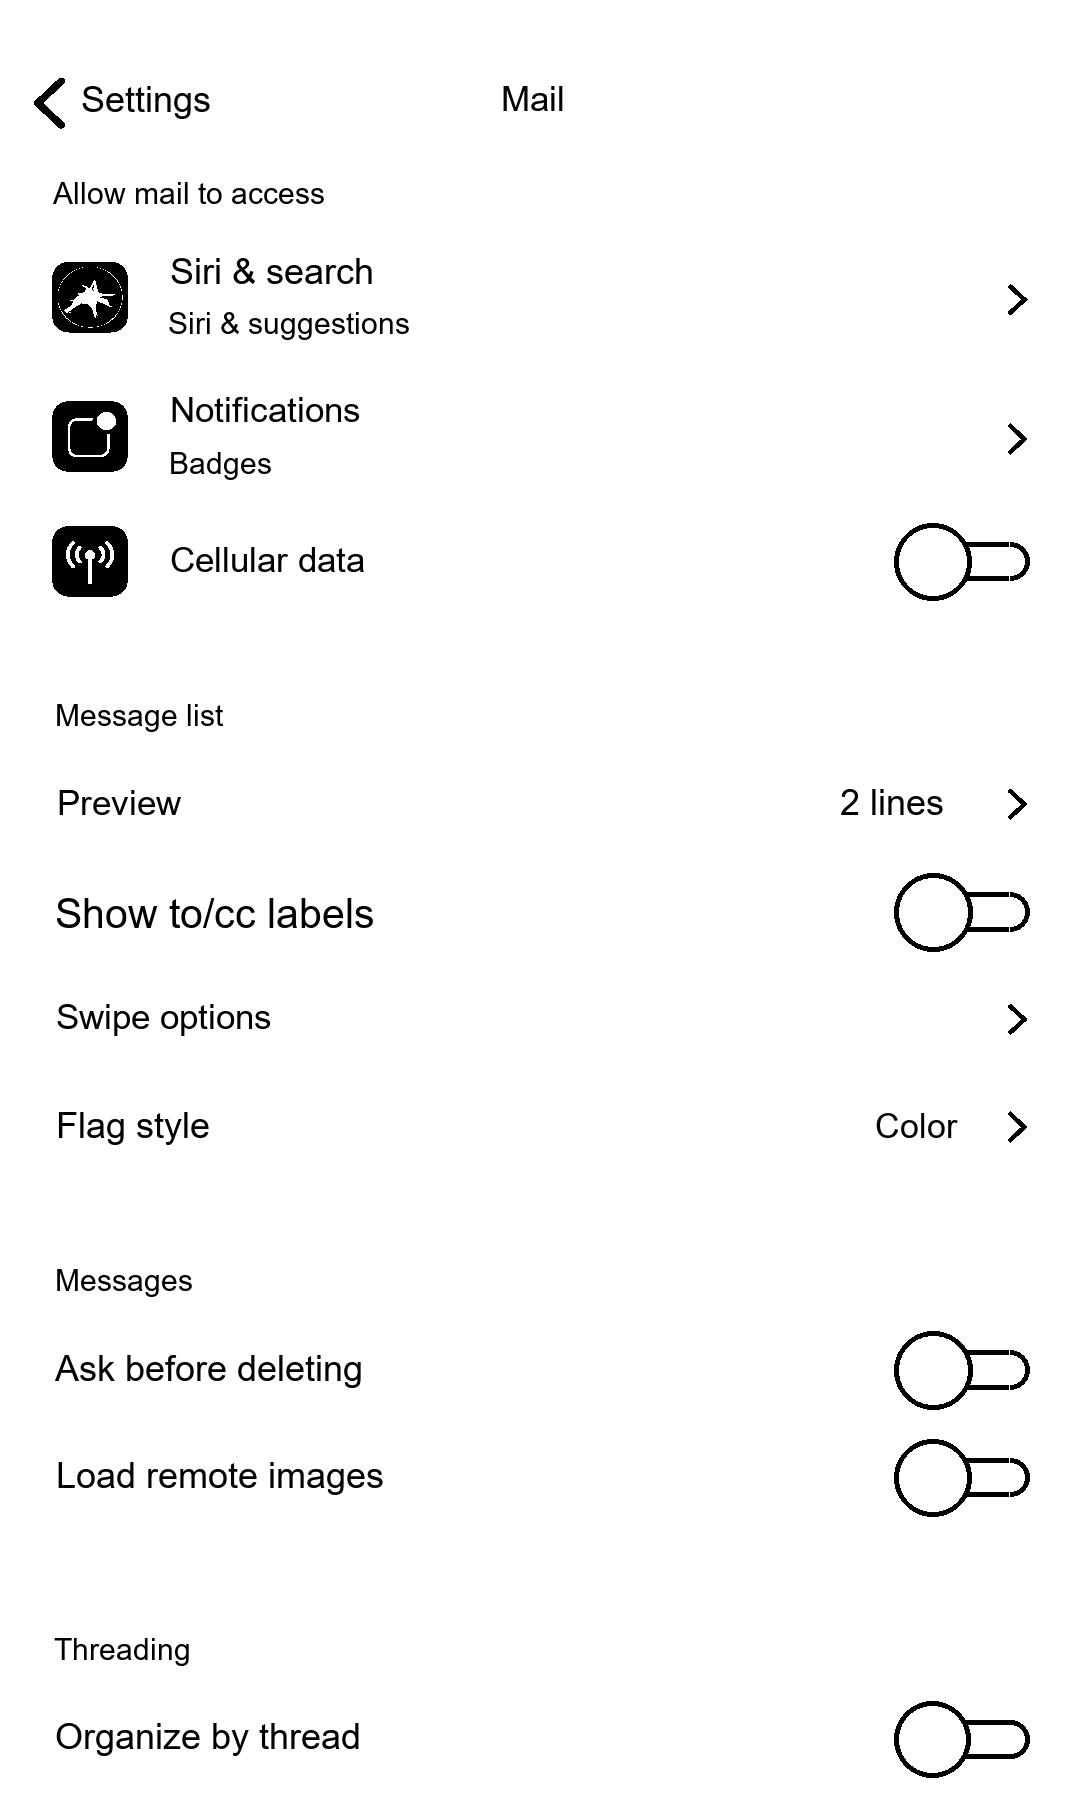 Settings
Mail
Allow mail to access
Siri & search
Siri & suggestions
Notifications
Badges
Cellular data
Message list
Preview
2 lines
Show to/cc labels
Swipe options
Flag style
Color
Messages
Ask before deleting
Load remote images
Threading
Organize by thread